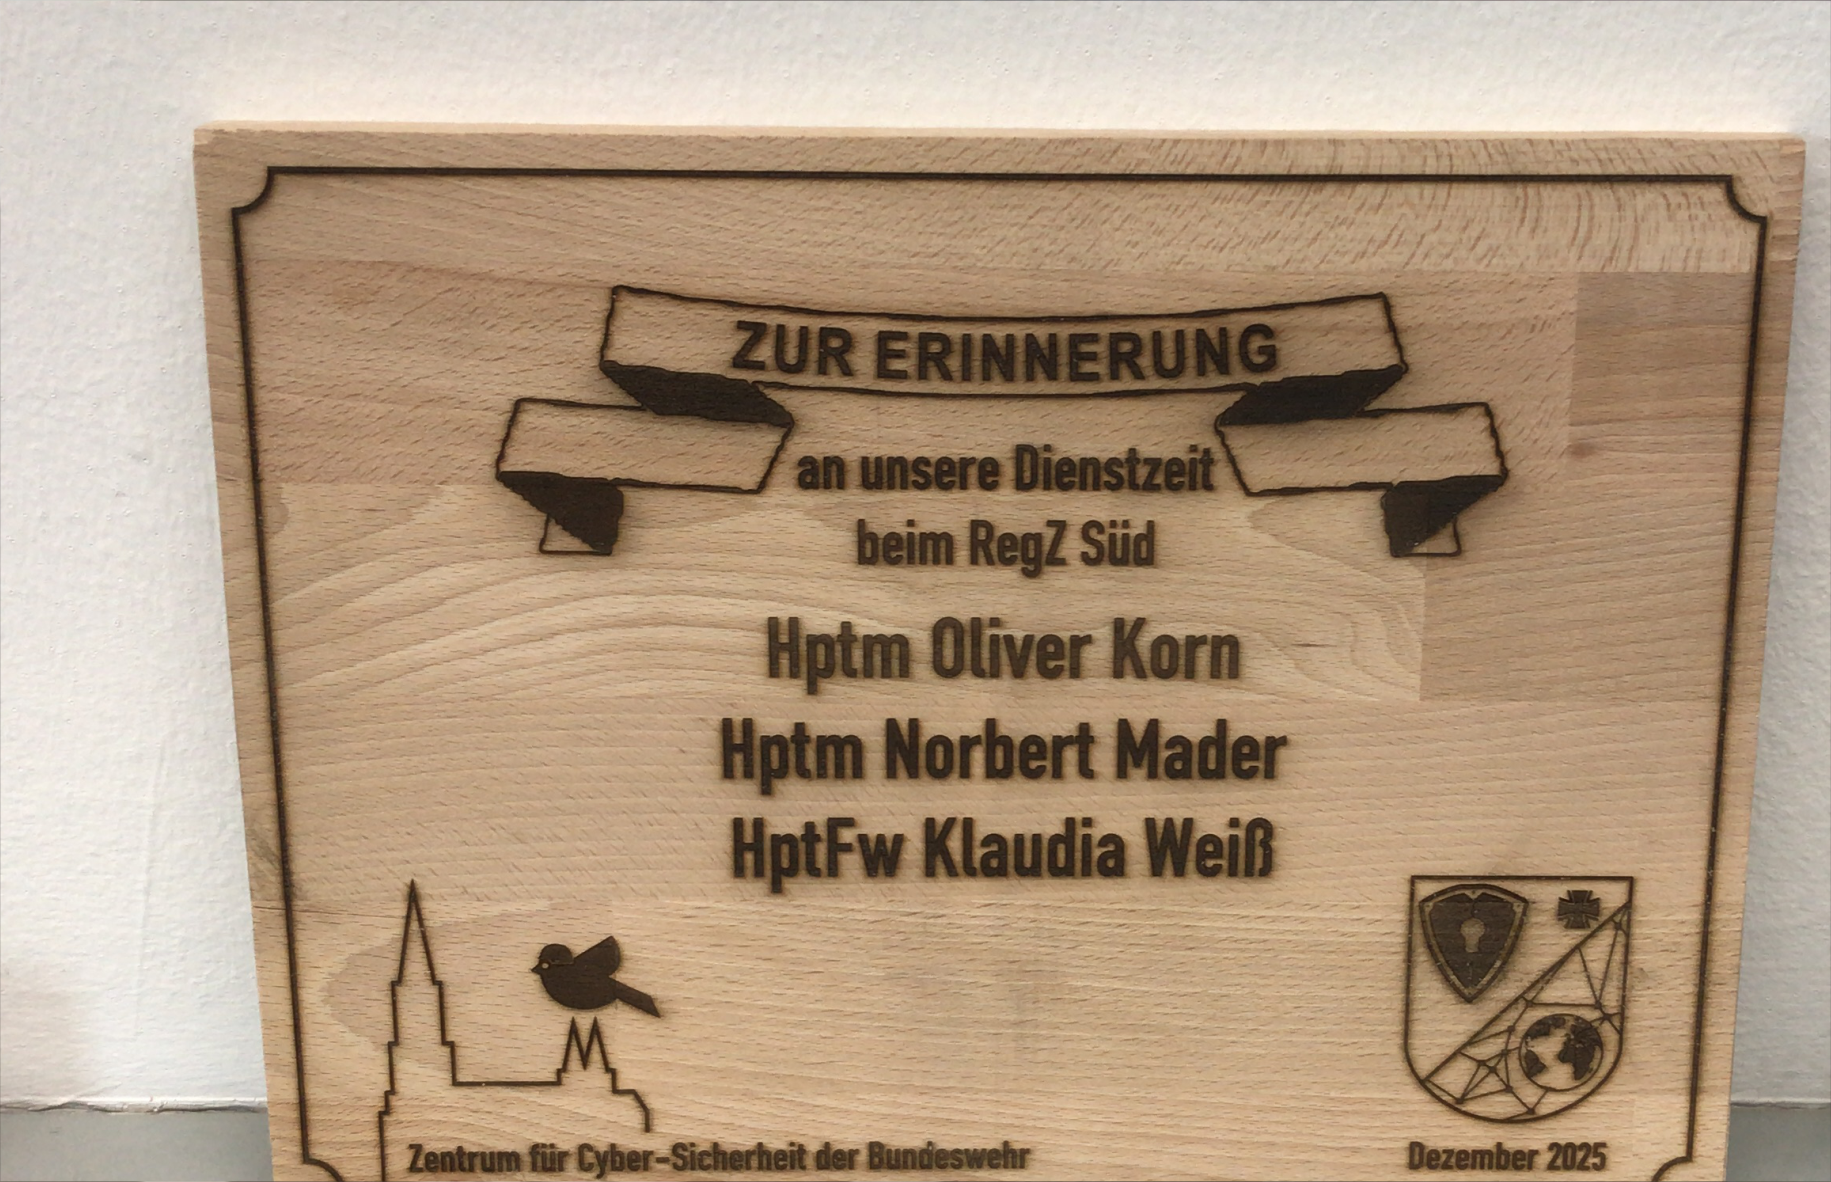 ZUR ERINNERUNG
an unsere Dienstzeit
beim RegZ Süd
Hptm Oliver Korn
Hptm Norbert Mader
HptFw Klaudia Weiß
Zentrum für Cyber-Sicherheit der Bundeswehr
Dezember 2025